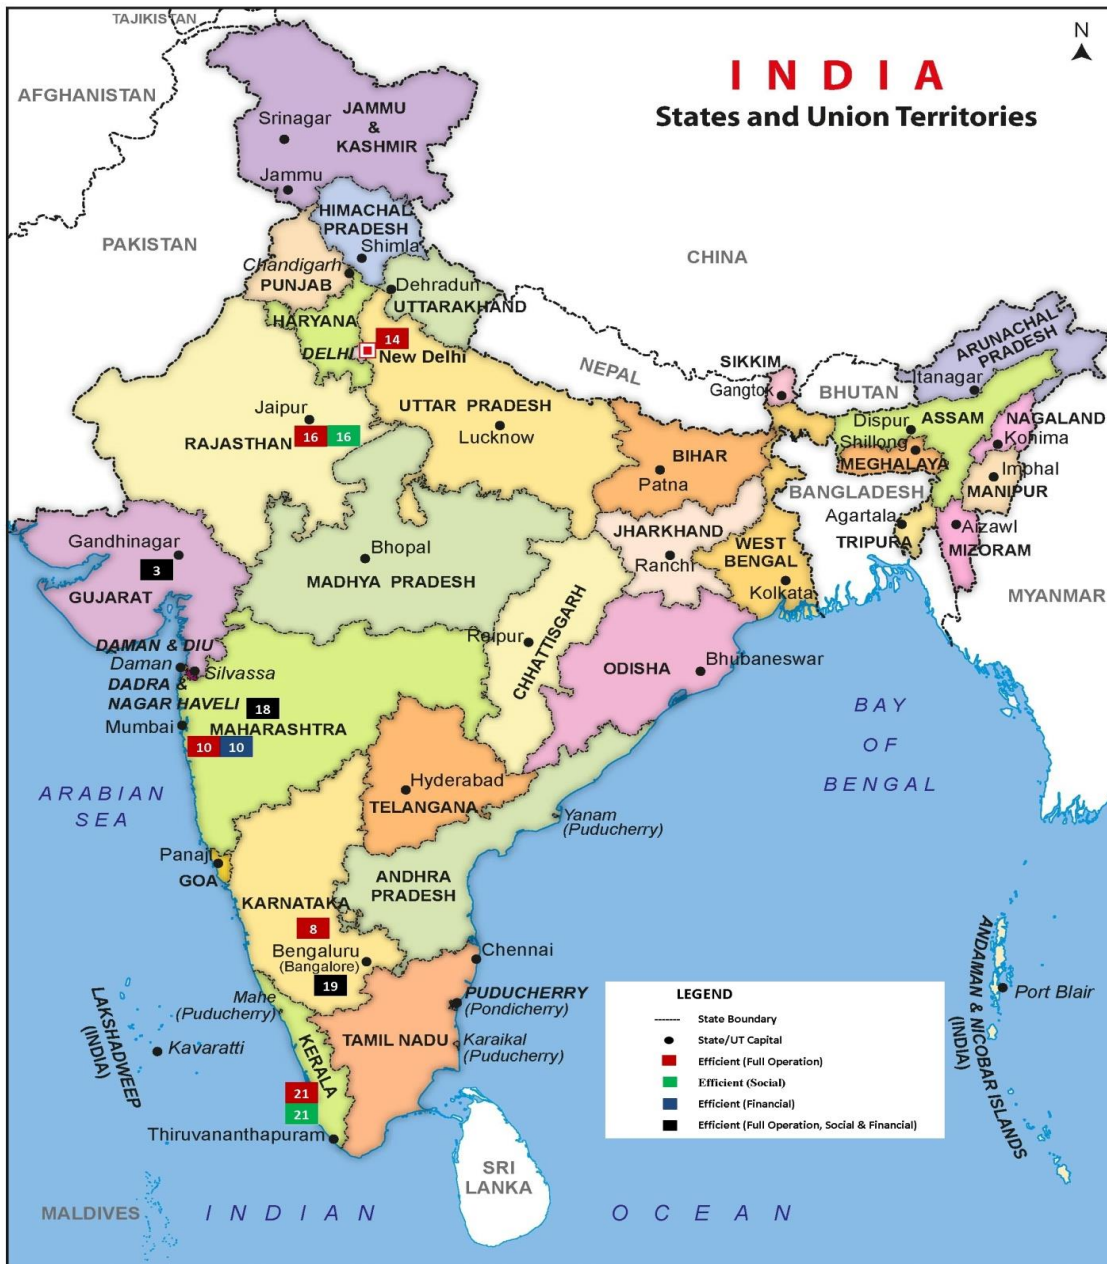 TAJIKISTAN
N
AFGHANISTAN
INDIA
States and Union Territories
JAMMU
&
KASHMIR
Srinagar
Jammu
HIMACHAL
PRADESH
Shimla
PAKISTAN
CHINA
Chandigarh
PUNJAB
Dehradun
UTTARAKHAND
HARYANA
14
DELHI
New Delhi
NEPAL
SIKKIM
Gangtok
BHUTAN
ARUNACHAL
PRADESH
Itanagar
Jaipur
RAJASTHAN
16
16
UTTAR PRADESH
Lucknow
Dispur
ASSAM
NAGALAND
Kohima
Shillong
MEGHALAYA
BIHAR
Patna
Imphal
MANIPUR
BANGLADESH
Agartala
TRIPURA
Aizawl
MIZORAM
MYANMAR
Gandhinagar
3
GUJARAT
Bhopal
MADHYA PRADESH
JHARKHAND
Ranchi
WEST
BENGAL
Kolkata
DAMAN & DIU
Daman
Silvassa
DADRA &
NAGAR HAVELI
Raipur
CHHATTISGARH
ODISHA
Bhubaneswar
18
Mumbai
MAHARASHTRA
10
10
BAY
OF
BENGAL
ARABIAN
SEA
Hyderabad
TELANGANA
Yanam
(Puducherry)
Panaji
GOA
ANDHRA
PRADESH
KARNATAKA
8
Bengaluru
(Bangalore)
19
Chennai
Mahe
(Puducherry)
PUDUCHERRY
(Pondicherry)
TAMIL NADU
Karaikal
(Puducherry)
LAKSHADWEEP
(INDIA)
Kavaratti
KERALA
21
21
Thiruvananthapuram
ANDAMAN & NICOBAR ISLANDS
(INDIA)
Port Blair
LEGEND
State Boundary
State/UT Capital
Efficient (Full Operation)
Efficient (Social)
Efficient (Financial)
Efficient (Full Operation, Social & Financial)
SRI
LANKA
MALDIVES
INDIAN OCEAN